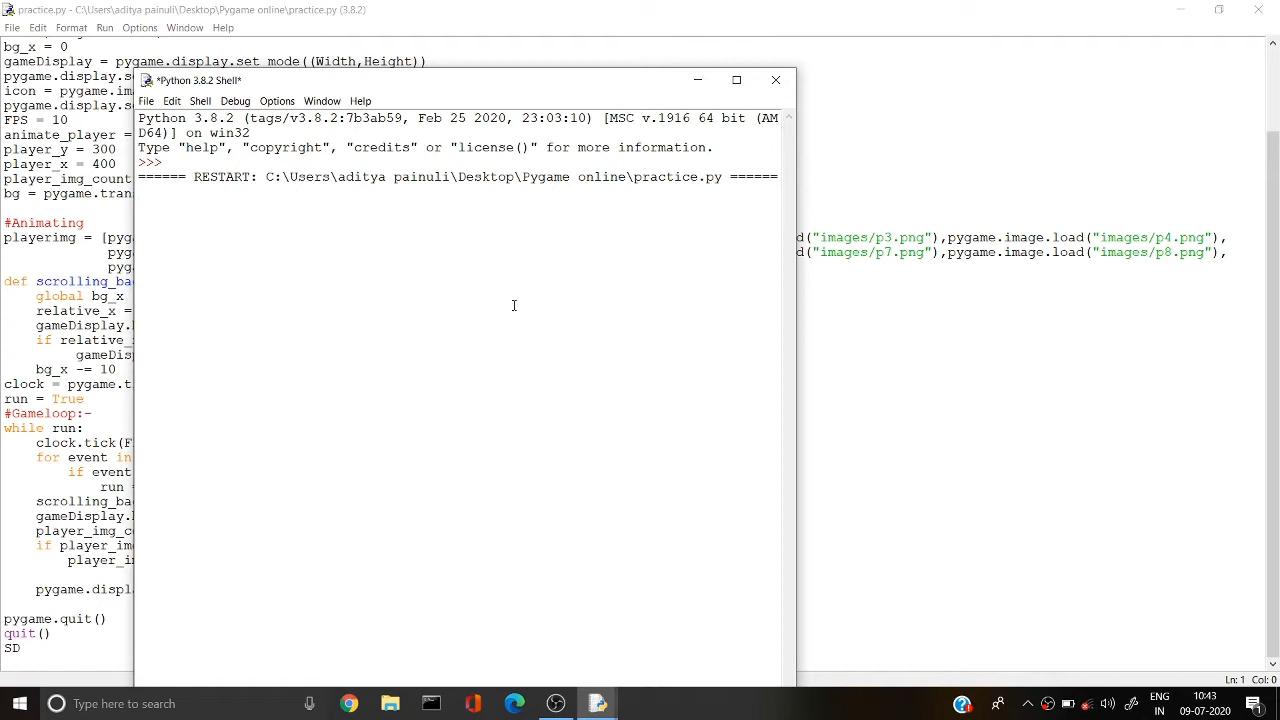 practice.py - C:\Users\aditya painuli\Desktop\Pygame online\practice.py (3.8.2)
File Edit Format Run Options Window Help
bg_x = 0
gameDisplay = pygame.display.set_mode((Width,Height))
pygame.display.s
icon = pygame.im
pygame.display.s
FPS = 10
animate_player =
player_y = 300
player_x = 400
player_img_count
bg = pygame.tran
#Animating
playerimg = [pyg
d("images/p3.png"),pygame.image.load("images/p4.png"),
pyg
d("images/p7.png"),pygame.image.load("images/p8.png"),
pyg
def scrolling_ba
global bg_x
relative_x =
gameDisplay.
if relative_
gameDisp
bg_x -= 10
clock = pygame.t
run = True
#Gameloop:-
while run:
clock.tick(F
for event in
if event
run =
scrolling_ba
gameDisplay.
player_img_c
if player_im
player_i
pygame.displ
pygame.quit()
quit()
SD
*Python 3.8.2 Shell*
File Edit Shell Debug Options Window Help
Python 3.8.2 (tags/v3.8.2:7b3ab59, Feb 25 2020, 23:03:10) [MSC v.1916 64 bit (AM
D64)] on win32
Type "help", "copyright", "credits" or "license()" for more information.
>>>
====== RESTART: C:\Users\aditya painuli\Desktop\Pygame online\practice.py ======
Ln: 1 Col: 0
Type here to search
ENG
IN
10:43
09-07-2020
1